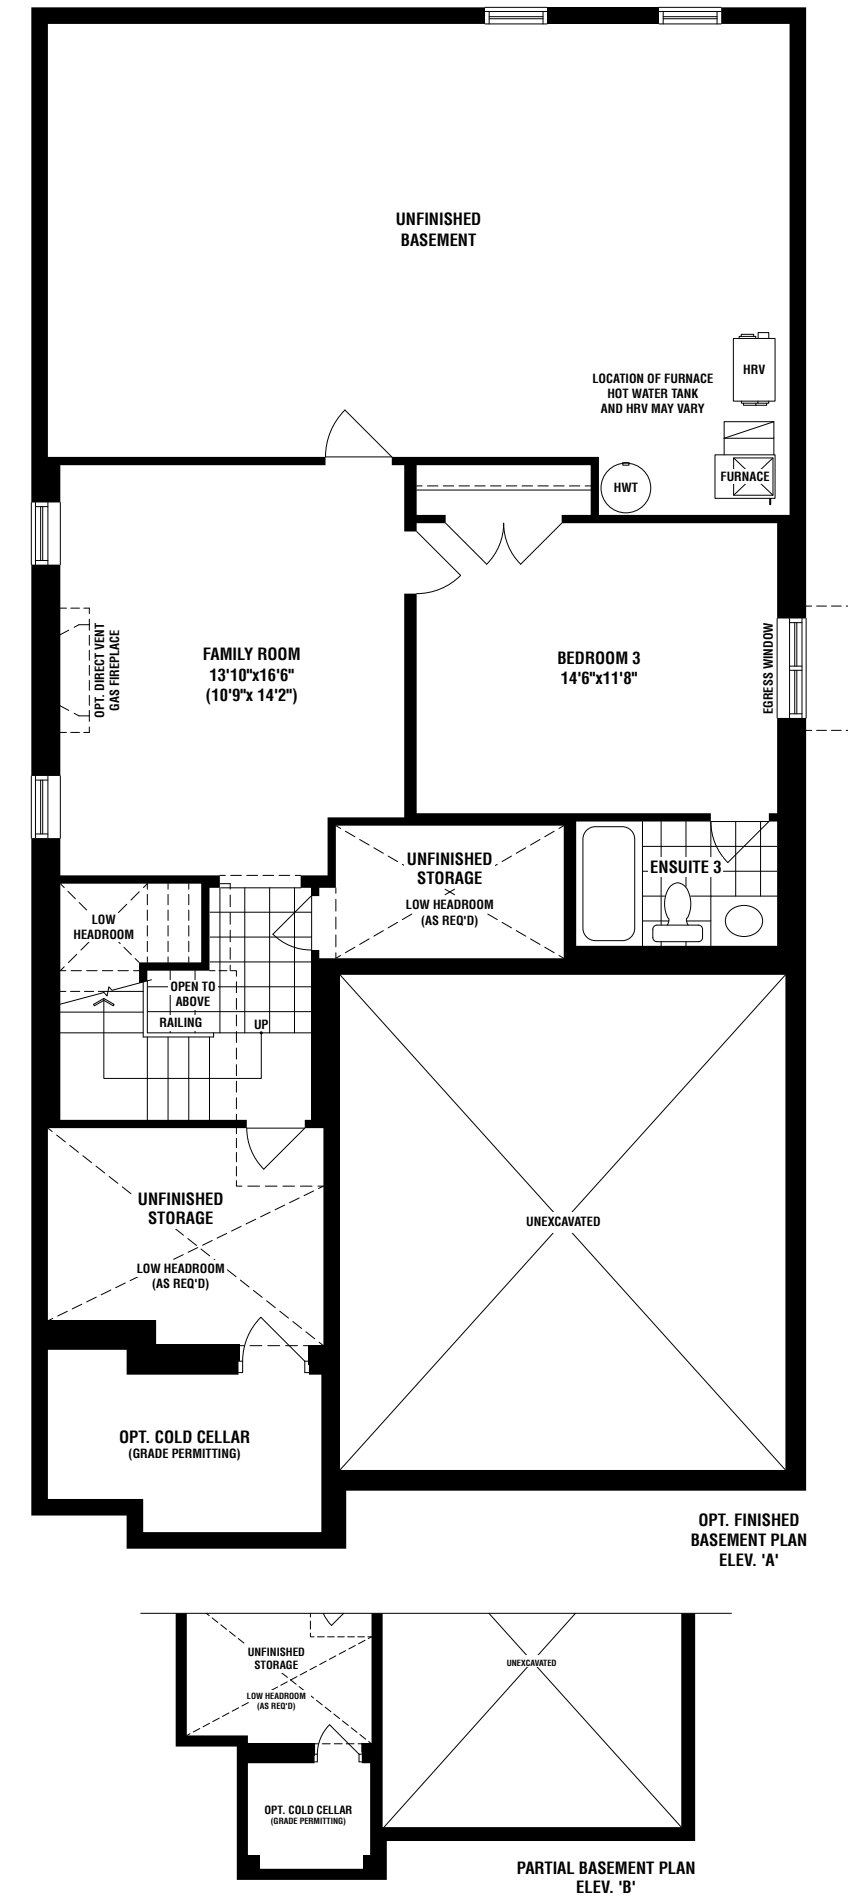 UNFINISHED
BASEMENT
HRV
LOCATION OF FURNACE
HOT WATER TANK
AND HRV MAY VARY
FURNACE
HWT
OPT. DIRECT VENT
GAS FIREPLACE
FAMILY ROOM
13'10"x16'6"
(10'9"x 14'2")
BEDROOM 3
14'6"x11'8"
EGRESS WINDOW
UNFINISHED
STORAGE
LOW HEADROOM
(AS REQ'D)
ENSUITE 3
LOW
HEADROOM
OPEN TO
ABOVE
RAILING
UP
UNFINISHED
STORAGE
LOW HEADROOM
(AS REQ'D)
UNEXCAVATED
OPT. COLD CELLAR
(GRADE PERMITTING)
OPT. FINISHED
BASEMENT PLAN
ELEV. 'A'
UNFINISHED
STORAGE
LOW HEADROOM
(AS REQ'D)
UNEXCAVATED
OPT. COLD CELLAR
(GRADE PERMITTING)
PARTIAL BASEMENT PLAN
ELEV. 'B'